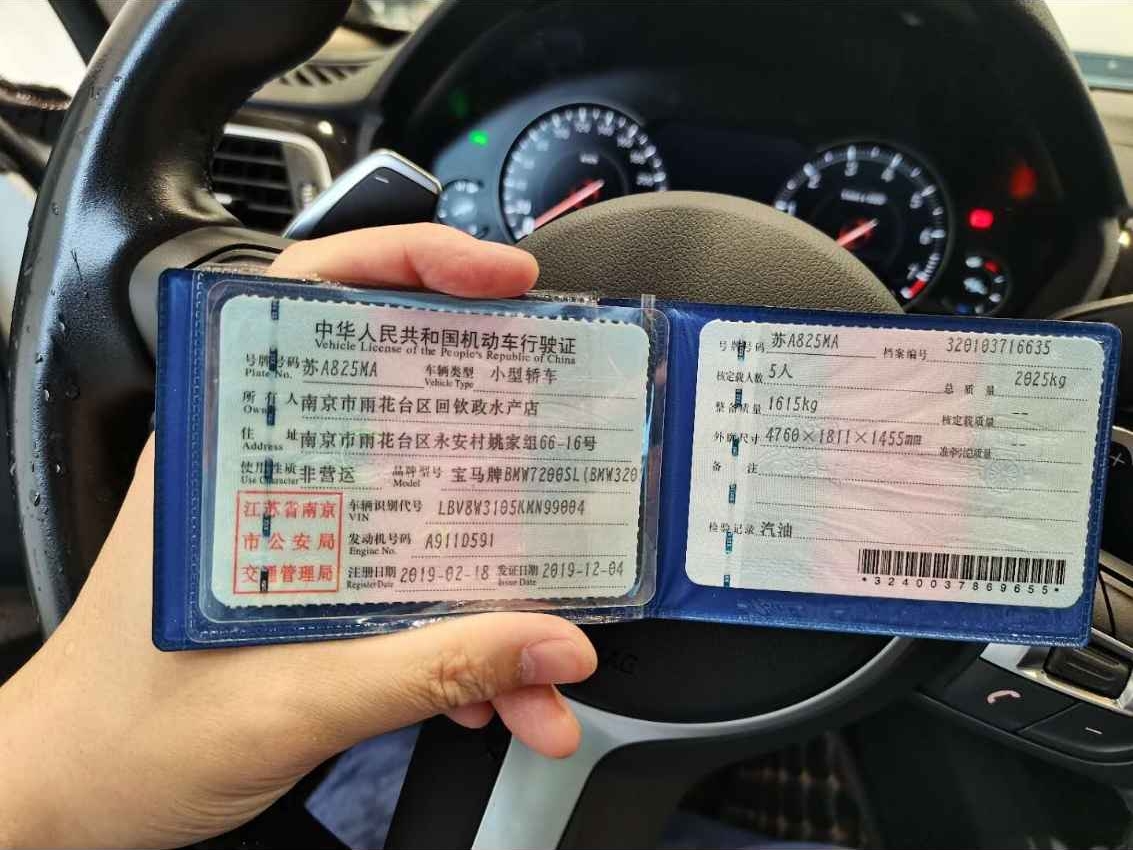 中华人民共和国机动车行驶证
Vehicle License of the People's Republic of China
号牌号码 苏A825MA 车辆类型 小型轿车
Plate No. Vehicle Type
所有人 南京市雨花台区回钦政水产店
Owner
住址 南京市雨花台区永安村姚家组66-16号
Address
使用性质 非营运 品牌型号 宝马牌BMW7200SL(BMW320
Use Character Model
江苏省南京
市公安局
交通管理局
车辆识别代号 LBV8W3105KMN99004
VIN
发动机号码 A911D591
Engine No.
注册日期 2019-02-18 发证日期 2019-12-04
Register Date Issue Date
号牌号码 苏A825MA 档案编号 320103716635
核定载人数 5人 总质量 2025kg
整备质量 1615kg 核定载质量 --
外廓尺寸 4760×1811×1455mm 准牵引总质量 --
备注
检验记录 汽油
*3240037869655*